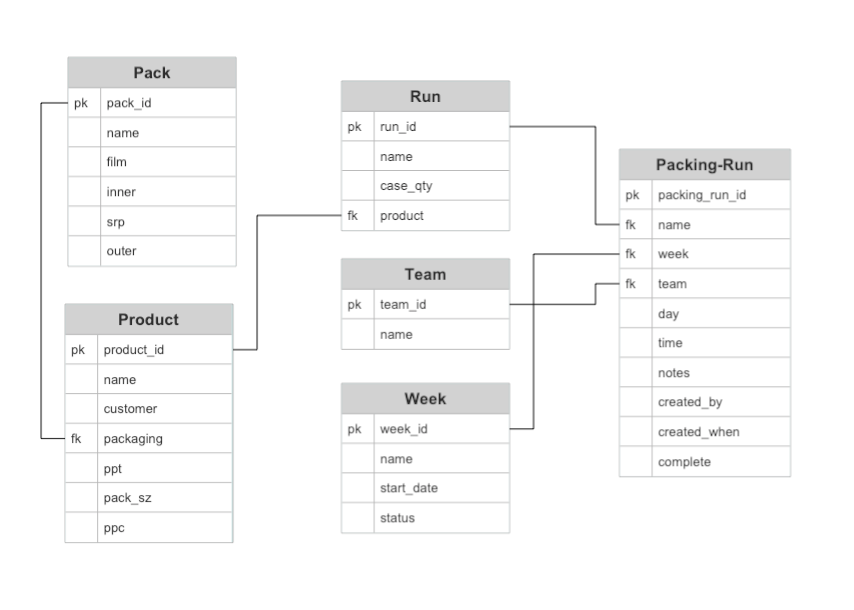 Pack
pk pack_id
name
film
inner
srp
outer
Product
pk product_id
name
customer
fk packaging
ppt
pack_sz
ppc
Run
pk run_id
name
case_qty
fk product
Team
pk team_id
name
Week
pk week_id
name
start_date
status
Packing-Run
pk packing_run_id
fk name
fk week
fk team
day
time
notes
created_by
created_when
complete